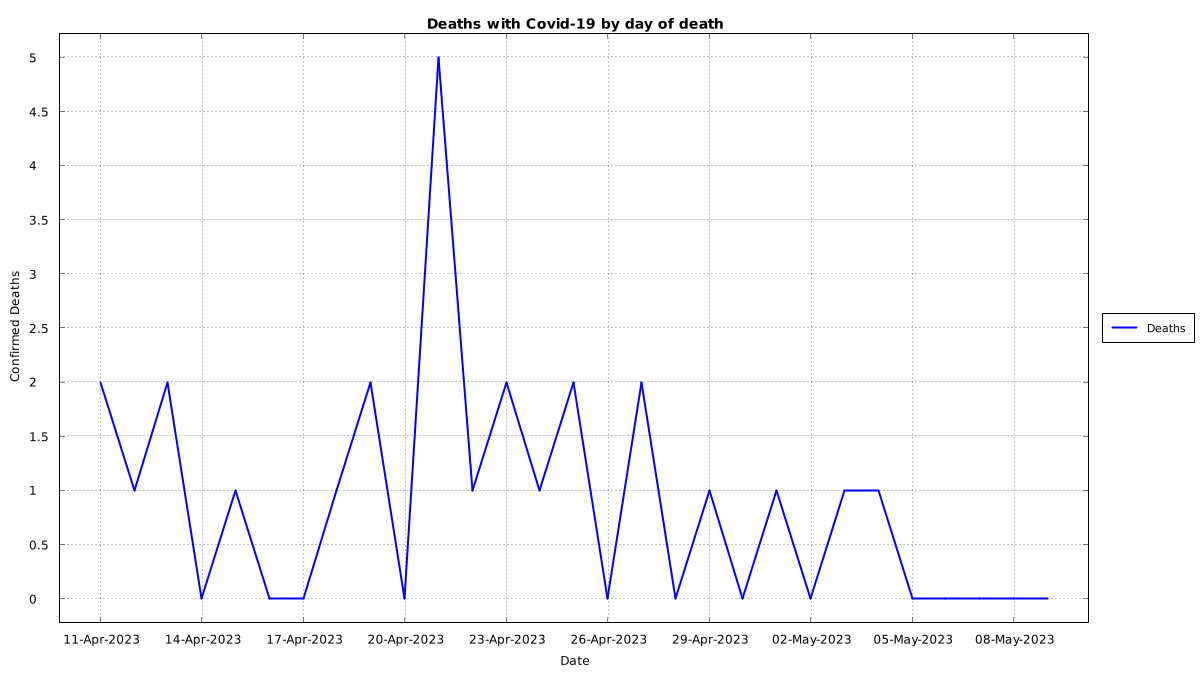 Deaths with Covid-19 by day of death
5
4.5
4
3.5
3
2.5
2
1.5
1
0.5
0
Confirmed Deaths
Deaths
11-Apr-2023 14-Apr-2023 17-Apr-2023 20-Apr-2023 23-Apr-2023 26-Apr-2023 29-Apr-2023 02-May-2023 05-May-2023 08-May-2023
Date